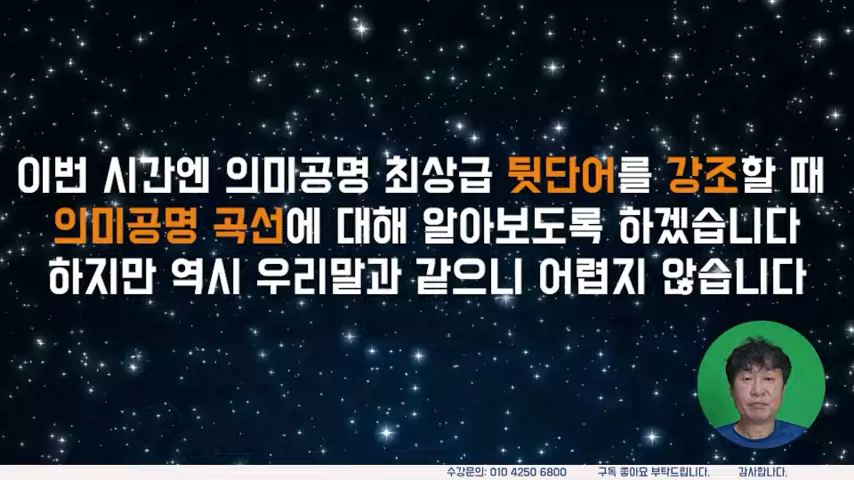 이번 시간엔 의미공명 최상급 뒷단어를 강조할 때
의미공명 곡선에 대해 알아보도록 하겠습니다
하지만 역시 우리말과 같으니 어렵지 않습니다
수강문의: 010 4250 6800 구독 좋아요 부탁드립니다. 감사합니다.